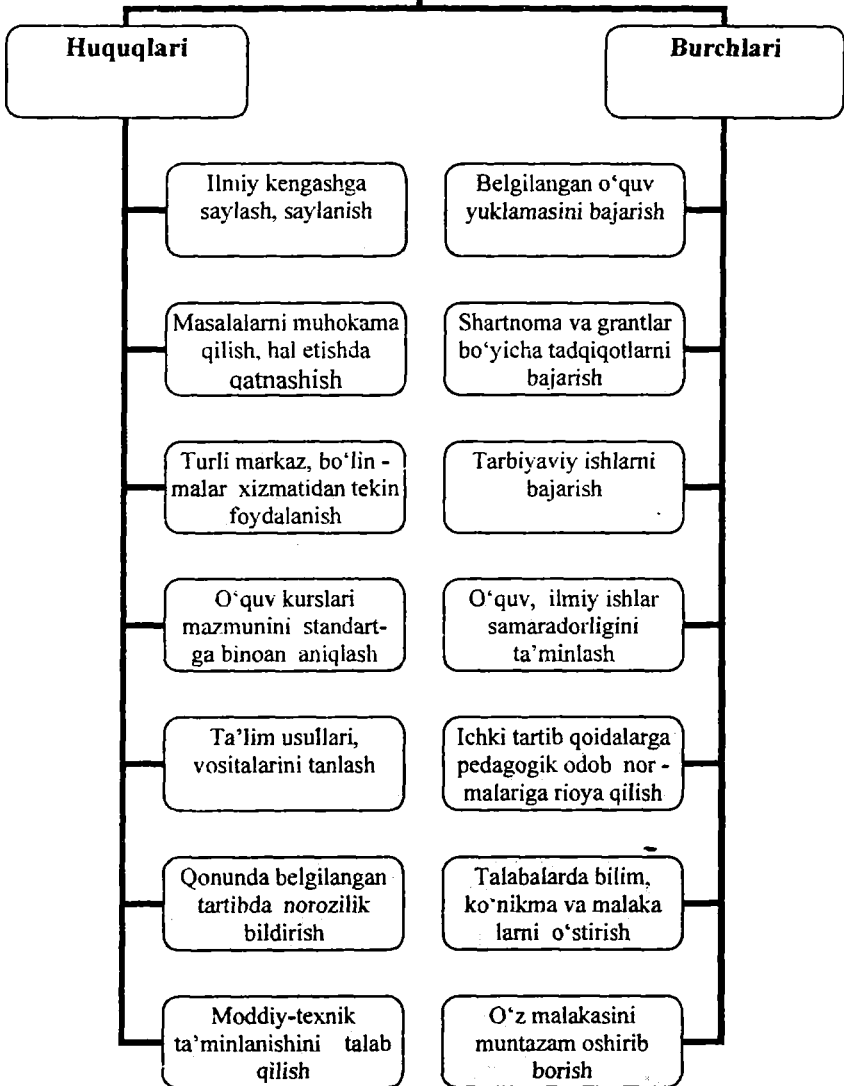 Huquqlari
Burchlari
Ilmiy kengashga
saylash, saylanish
Belgilangan o‘quv
yuklamasini bajarish
Masalalarni muhokama
qilish, hal etishda
qatnashish
Shartnoma va grantlar
bo‘yicha tadqiqotlarni
bajarish
Turli markaz, bo‘lin -
malar xizmatidan tekin
foydalanish
Tarbiyaviy ishlarni
bajarish
O‘quv kurslari
mazmunini standart-
ga binoan aniqlash
O‘quv, ilmiy ishlar
samaradorligini
ta’minlash
Ta’lim usullari,
vositalarini tanlash
Ichki tartib qoidalarga
pedagogik odob nor -
malariga rioya qilish
Qonunda belgilangan
tartibda norozilik
bildirish
Talabalarda bilim,
ko‘nikma va malaka
larni o‘stirish
Moddiy-texnik
ta’minlanishini talab
qilish
O‘z malakasini
muntazam oshirib
borish